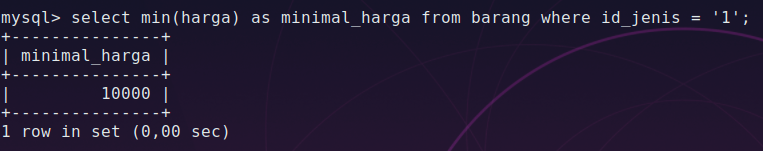 mysql> select min(harga) as minimal_harga from barang where id_jenis = '1';
+---------------+
| minimal_harga |
+---------------+
|         10000 |
+---------------+
1 row in set (0,00 sec)